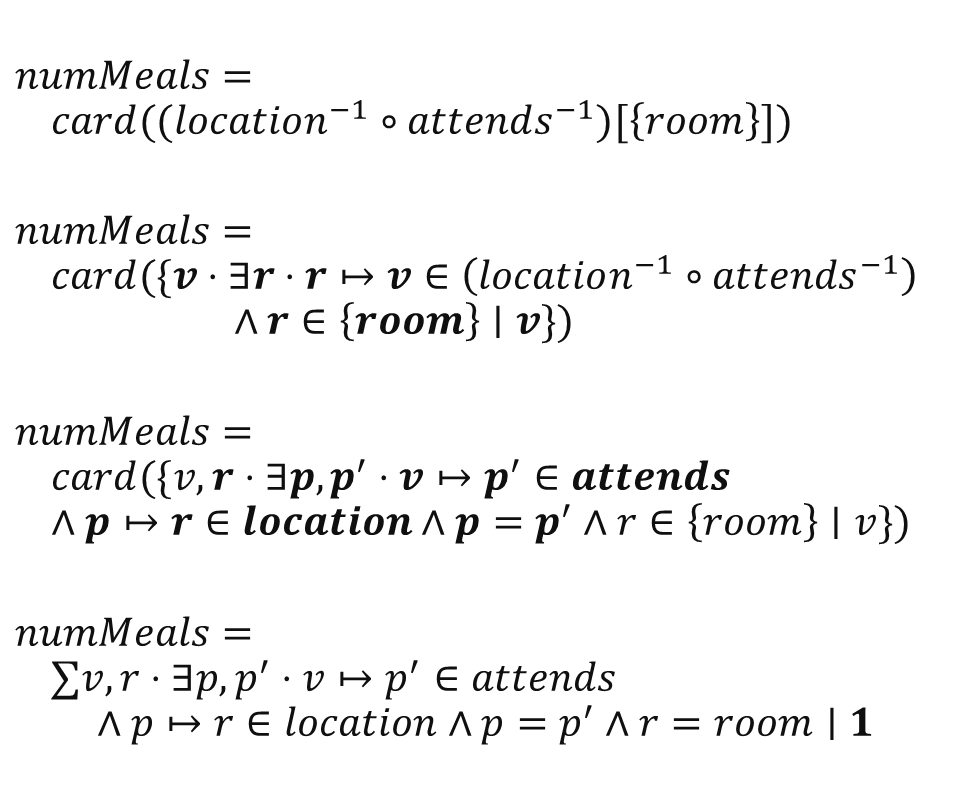 numMeals =
card((location⁻¹ ∘ attends⁻¹)[{room}])
numMeals =
card({v · ∃r · r ↦ v ∈ (location⁻¹ ∘ attends⁻¹)
∧ r ∈ {room} | v})
numMeals =
card({v, r · ∃p, p′ · v ↦ p′ ∈ attends
∧ p ↦ r ∈ location ∧ p = p′ ∧ r ∈ {room} | v})
numMeals =
∑v, r · ∃p, p′ · v ↦ p′ ∈ attends
∧ p ↦ r ∈ location ∧ p = p′ ∧ r = room | 1